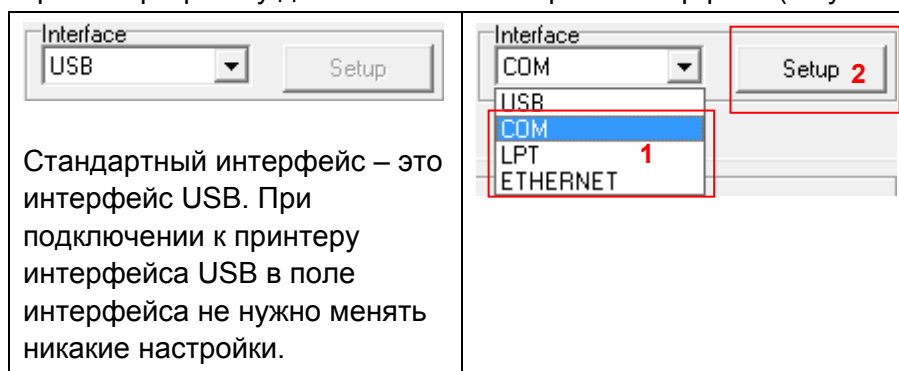 Interface
USB
Setup
Стандартный интерфейс – это
интерфейс USB. При
подключении к принтеру
интерфейса USB в поле
интерфейса не нужно менять
никакие настройки.
Interface
COM
Setup 2
USB
COM
LPT 1
ETHERNET